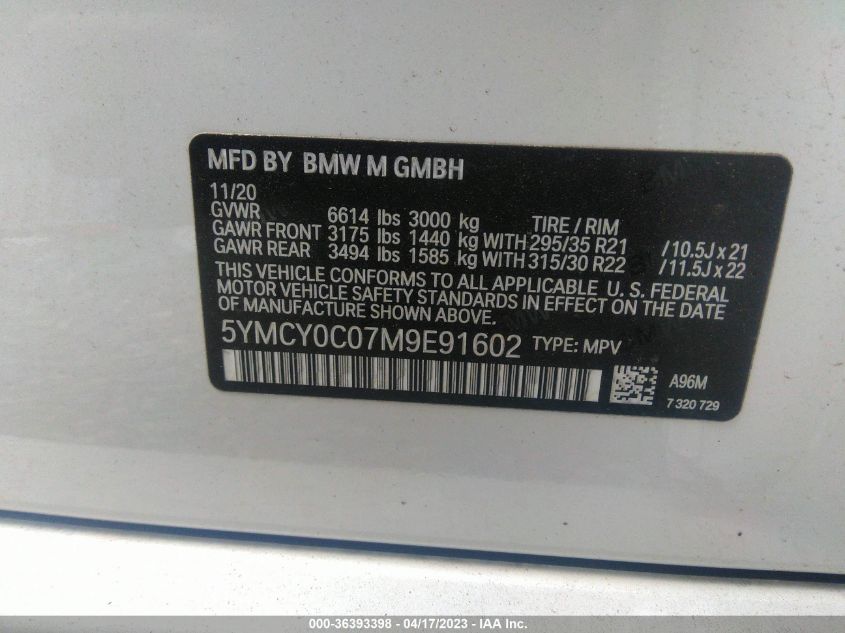 MFD BY BMW M GMBH
11/20
GVWR 6614 lbs 3000 kg TIRE / RIM
GAWR FRONT 3175 lbs 1440 kg WITH 295/35 R21 /10.5J x 21
GAWR REAR 3494 lbs 1585 kg WITH 315/30 R22 /11.5J x 22
THIS VEHICLE CONFORMS TO ALL APPLICABLE U. S. FEDERAL
MOTOR VEHICLE SAFETY STANDARDS IN EFFECT ON THE DATE
OF MANUFACTURE SHOWN ABOVE.
5YMCY0C07M9E91602 TYPE: MPV
A96M
7 320 729
000-36393398 - 04/17/2023 - IAA Inc.